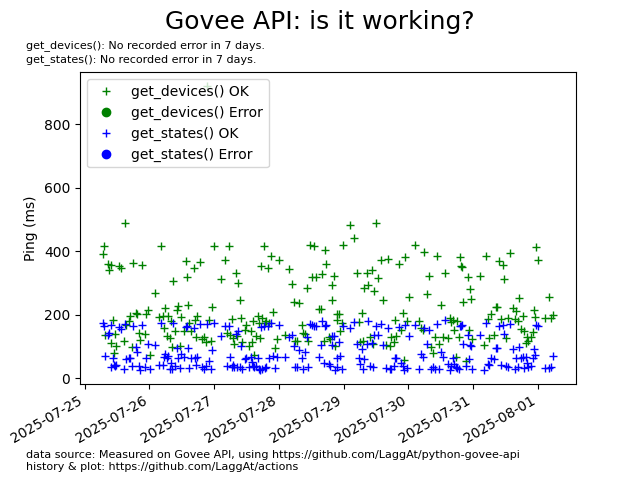 Govee API: is it working?
get_devices(): No recorded error in 7 days.
get_states(): No recorded error in 7 days.
get_devices() OK
get_devices() Error
get_states() OK
get_states() Error
Ping (ms)
800
600
400
200
0
2025-07-25
2025-07-26
2025-07-27
2025-07-28
2025-07-29
2025-07-30
2025-07-31
2025-08-01
data source: Measured on Govee API, using https://github.com/LaggAt/python-govee-api
history & plot: https://github.com/LaggAt/actions